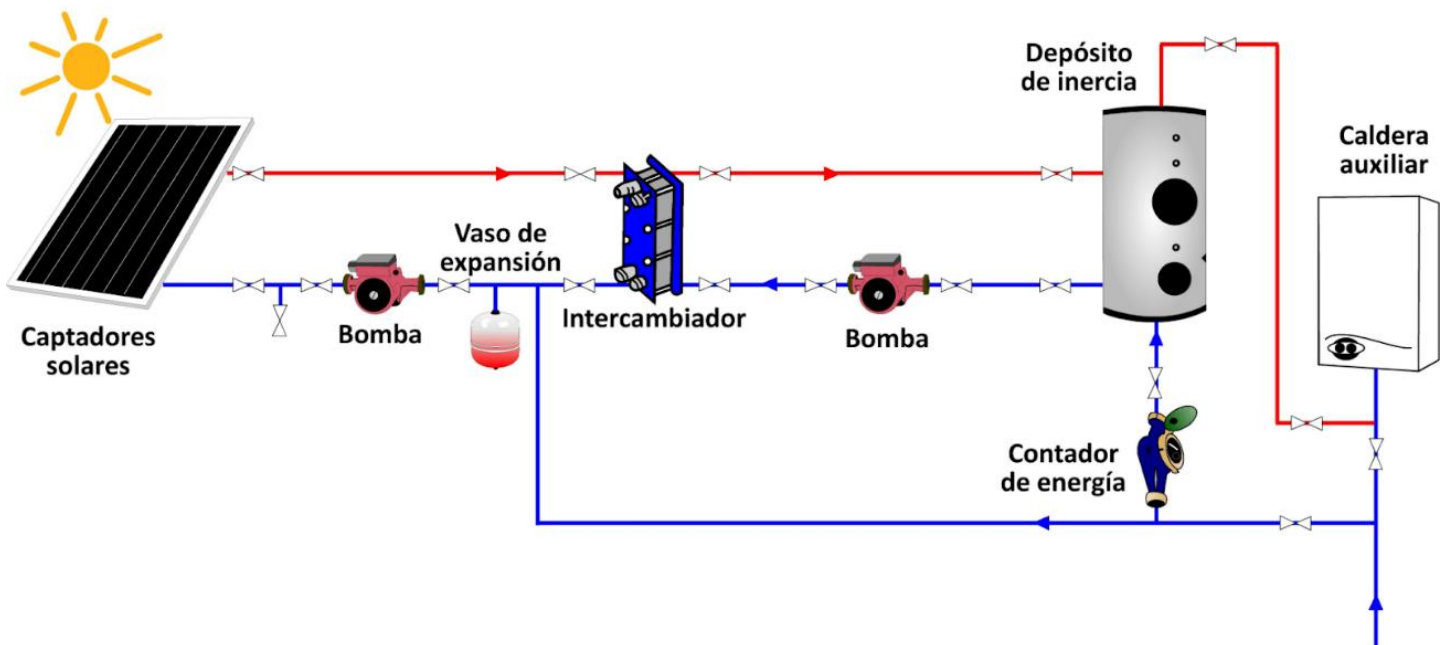 Depósito
de inercia
Caldera
auxiliar
Vaso de
expansión
Captadores
solares
Bomba
Intercambiador
Bomba
Contador
de energía